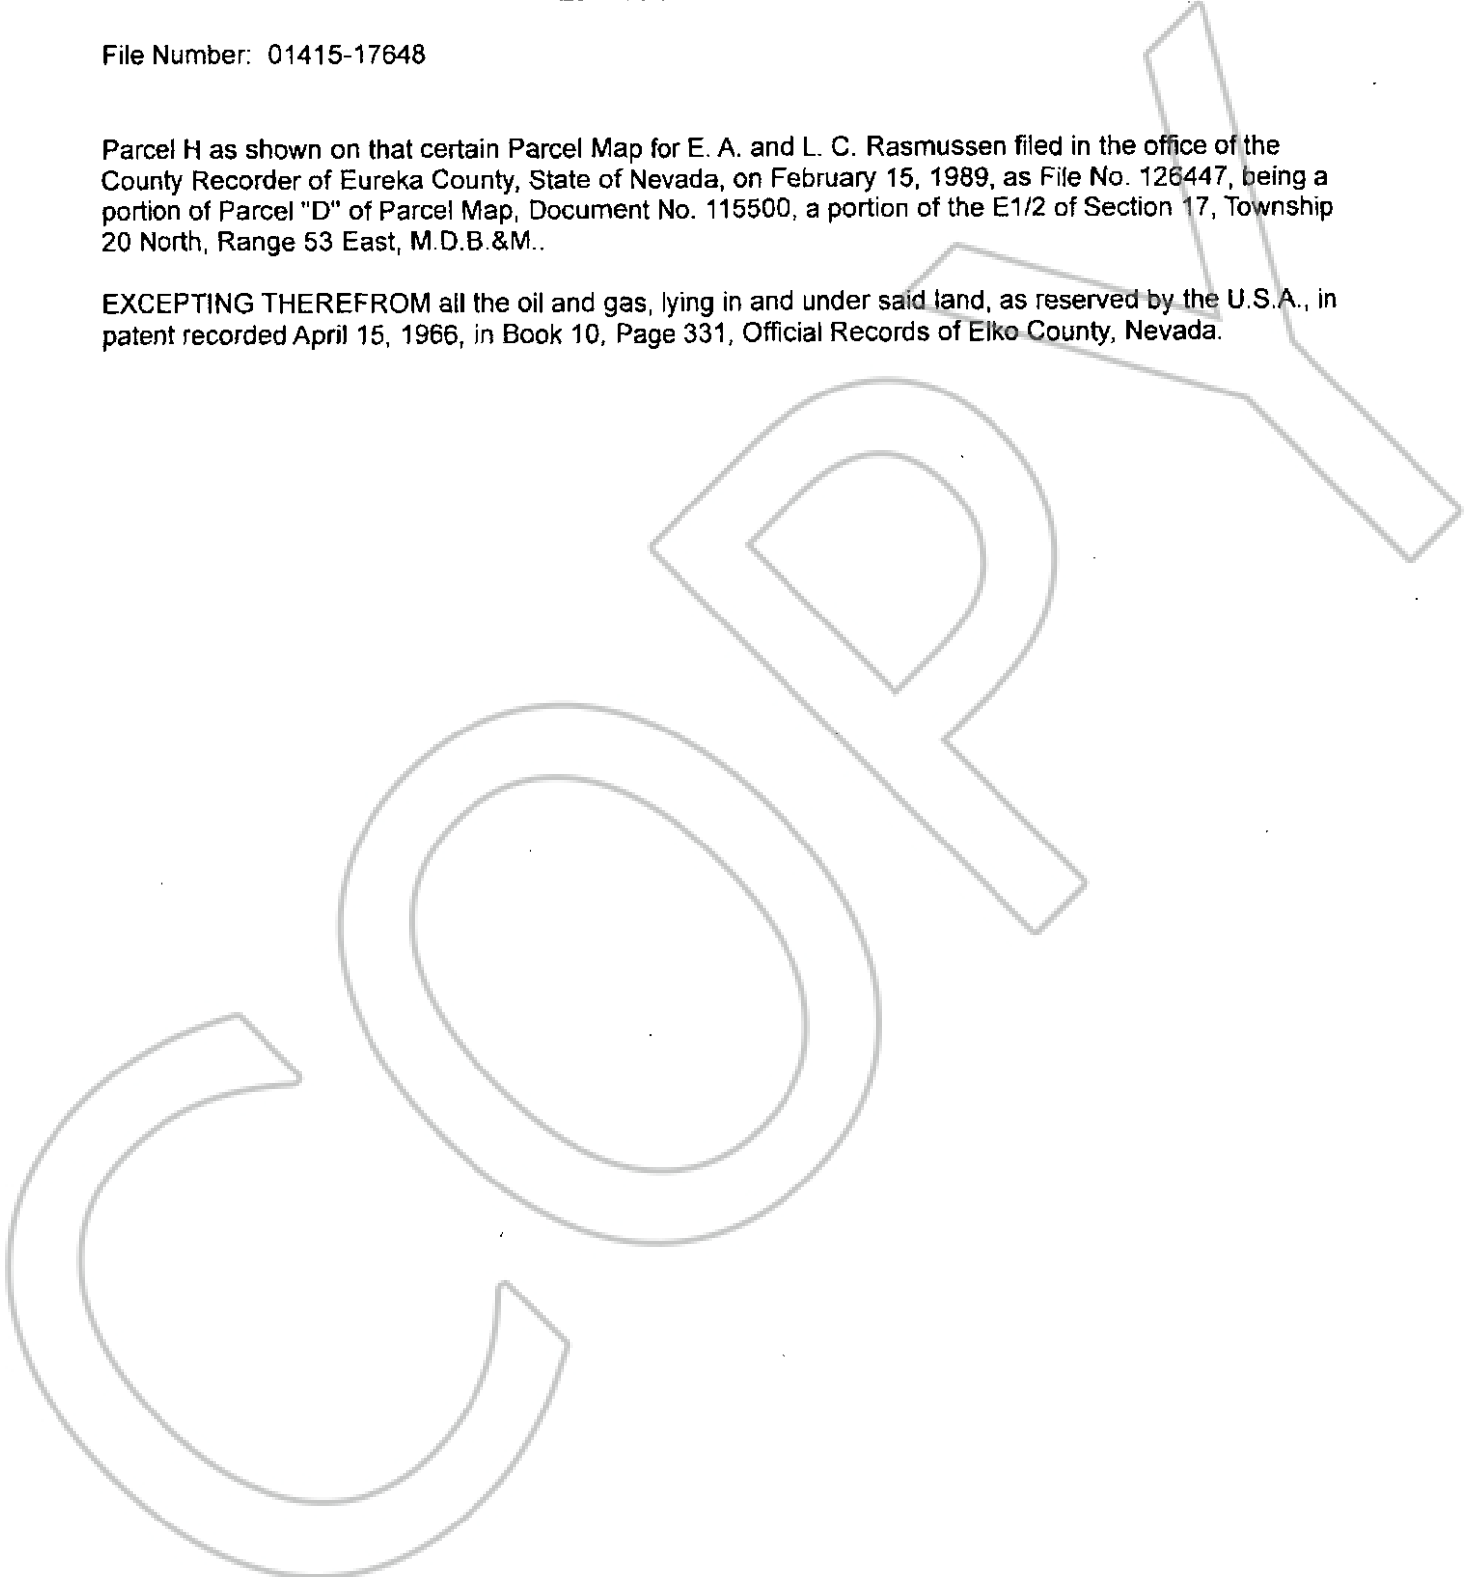 File Number: 01415-17648
Parcel H as shown on that certain Parcel Map for E. A. and L. C. Rasmussen filed in the office of the
County Recorder of Eureka County, State of Nevada, on February 15, 1989, as File No. 126447, being a
portion of Parcel "D" of Parcel Map, Document No. 115500, a portion of the E1/2 of Section 17, Township
20 North, Range 53 East, M.D.B.&M..
EXCEPTING THEREFROM all the oil and gas, lying in and under said land, as reserved by the U.S.A., in
patent recorded April 15, 1966, in Book 10, Page 331, Official Records of Elko County, Nevada.
COPY